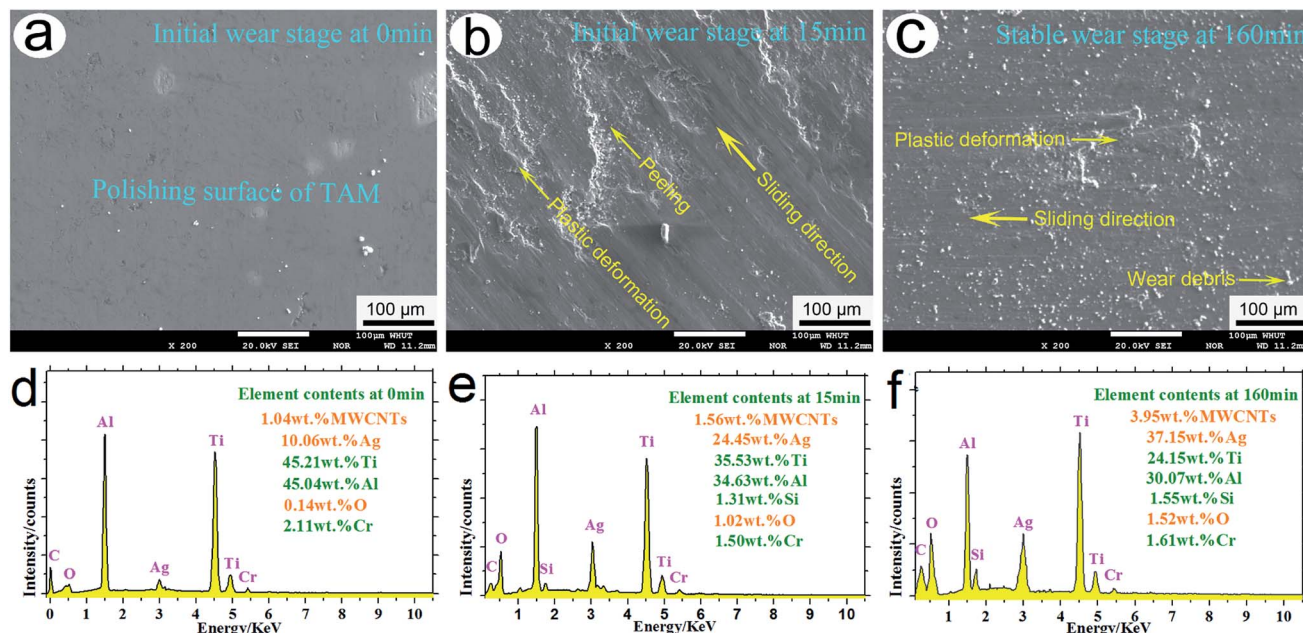 a
Initial wear stage at 0min
Polishing surface of TAM
100 µm
100µm WHUT
X 200 20.0kV SEI NOR WD 11.2mm
b
Initial wear stage at 15min
Peeling
Sliding direction
Plastic deformation
100 µm
100µm WHUT
X 200 20.0kV SEI NOR WD 11.2mm
c
Stable wear stage at 160min
Plastic deformation
Sliding direction
Wear debris
100 µm
100µm WHUT
X 200 20.0kV SEI NOR WD 11.2mm
d
Element contents at 0min
1.04wt.%MWCNTs
10.06wt.%Ag
45.21wt.%Ti
45.04wt.%Al
0.14wt.%O
2.11wt.%Cr
Al
Ti
C
O
Ag
Ti
Cr
Intensity/counts
0 1 2 3 4 5 6 7 8 9 10
Energy/KeV
e
Element contents at 15min
1.56wt.%MWCNTs
24.45wt.%Ag
35.53wt.%Ti
34.63wt.%Al
1.31wt.%Si
1.02wt.%O
1.50wt.%Cr
Al
Ti
O
Ag
C
Si
Ti
Cr
Intensity/counts
1 2 3 4 5 6 7 8 9 10
Energy/KeV
f
Element contents at 160min
3.95wt.%MWCNTs
37.15wt.%Ag
24.15wt.%Ti
30.07wt.%Al
1.55wt.%Si
1.52wt.%O
1.61wt.%Cr
Al
Ti
O
Ag
C
Si
Ti
Cr
Intensity/counts
1 2 3 4 5 6 7 8 9 10
Energy/KeV